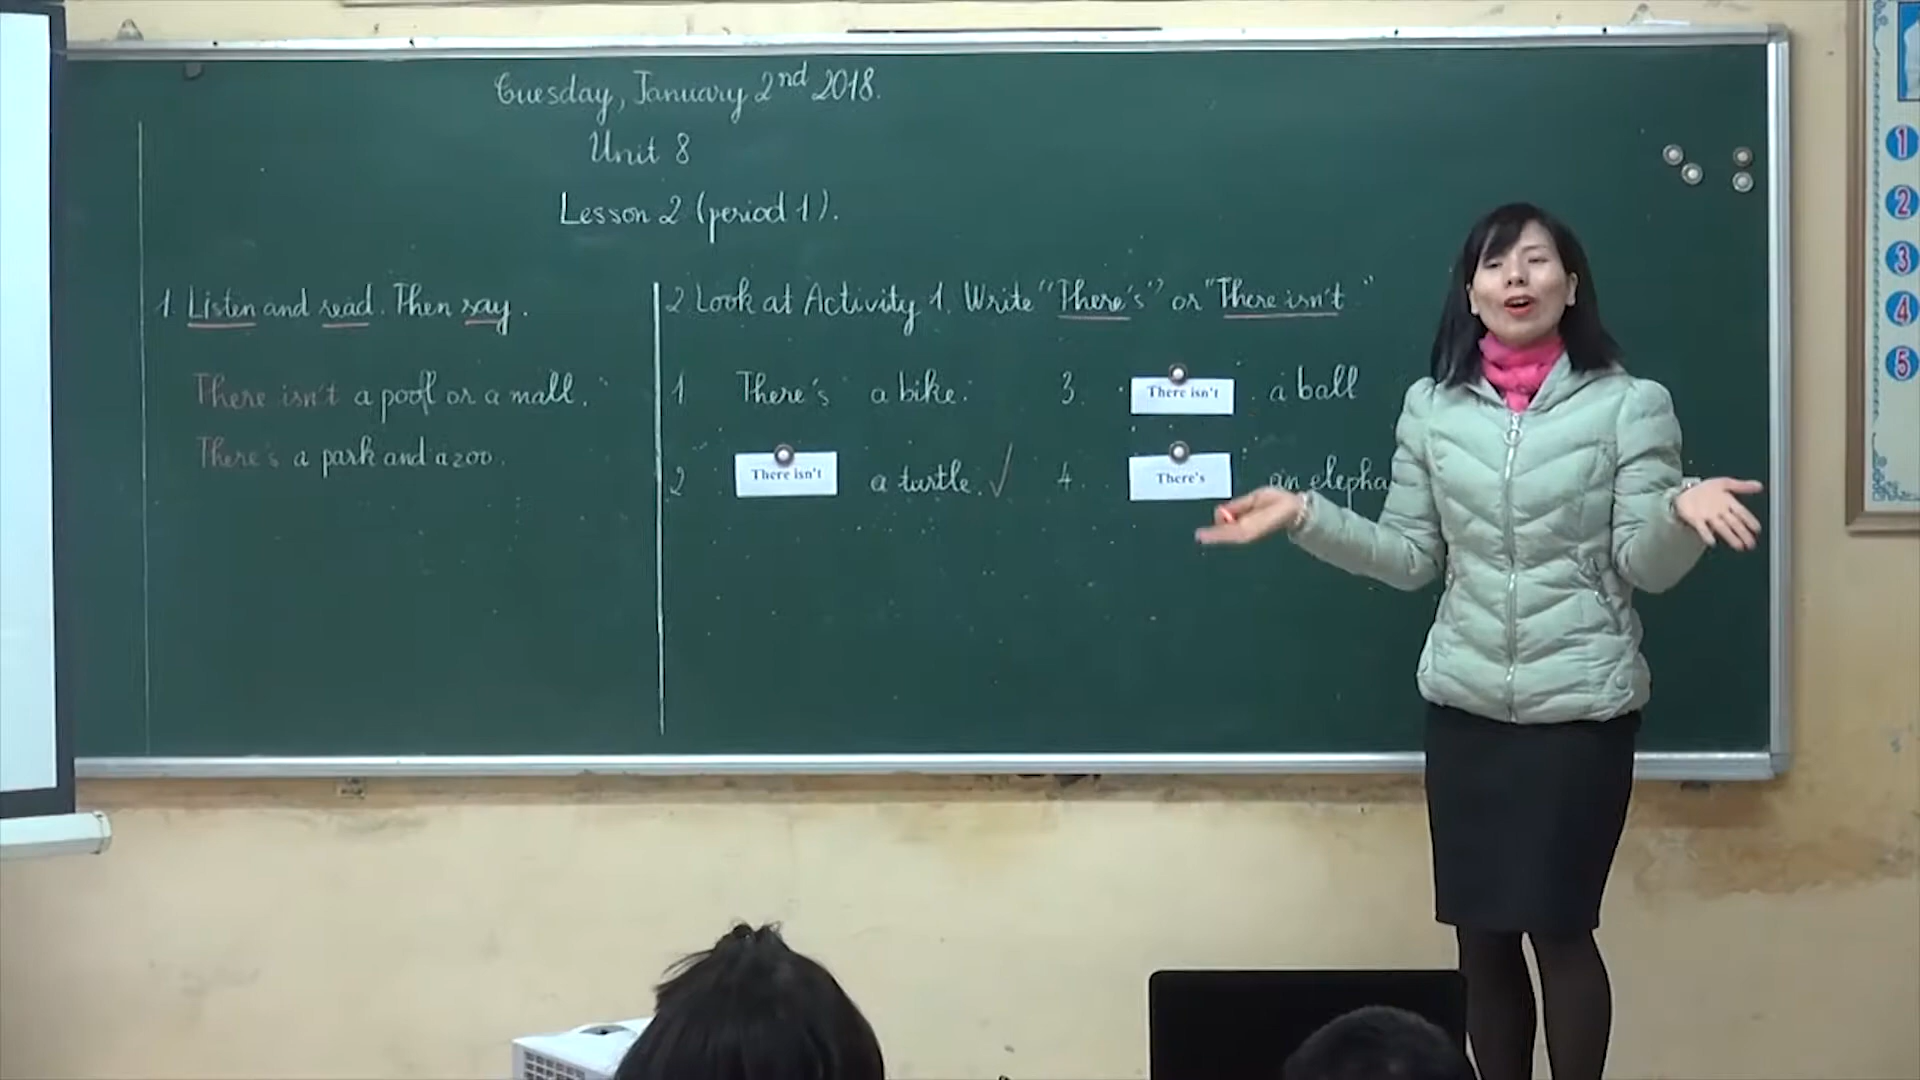 Tuesday, January 2nd 2018.
Unit 8
Lesson 2 (period 1).
1. Listen and read. Then say.
There isn't a pool or a mall.
There's a park and a zoo.
2. Look at Activity 1. Write "There's" or "There isn't."
1 There's a bike.
2 There isn't a turtle. ✓
3. There isn't a ball
4. There's an elepha
1
2
3
4
5